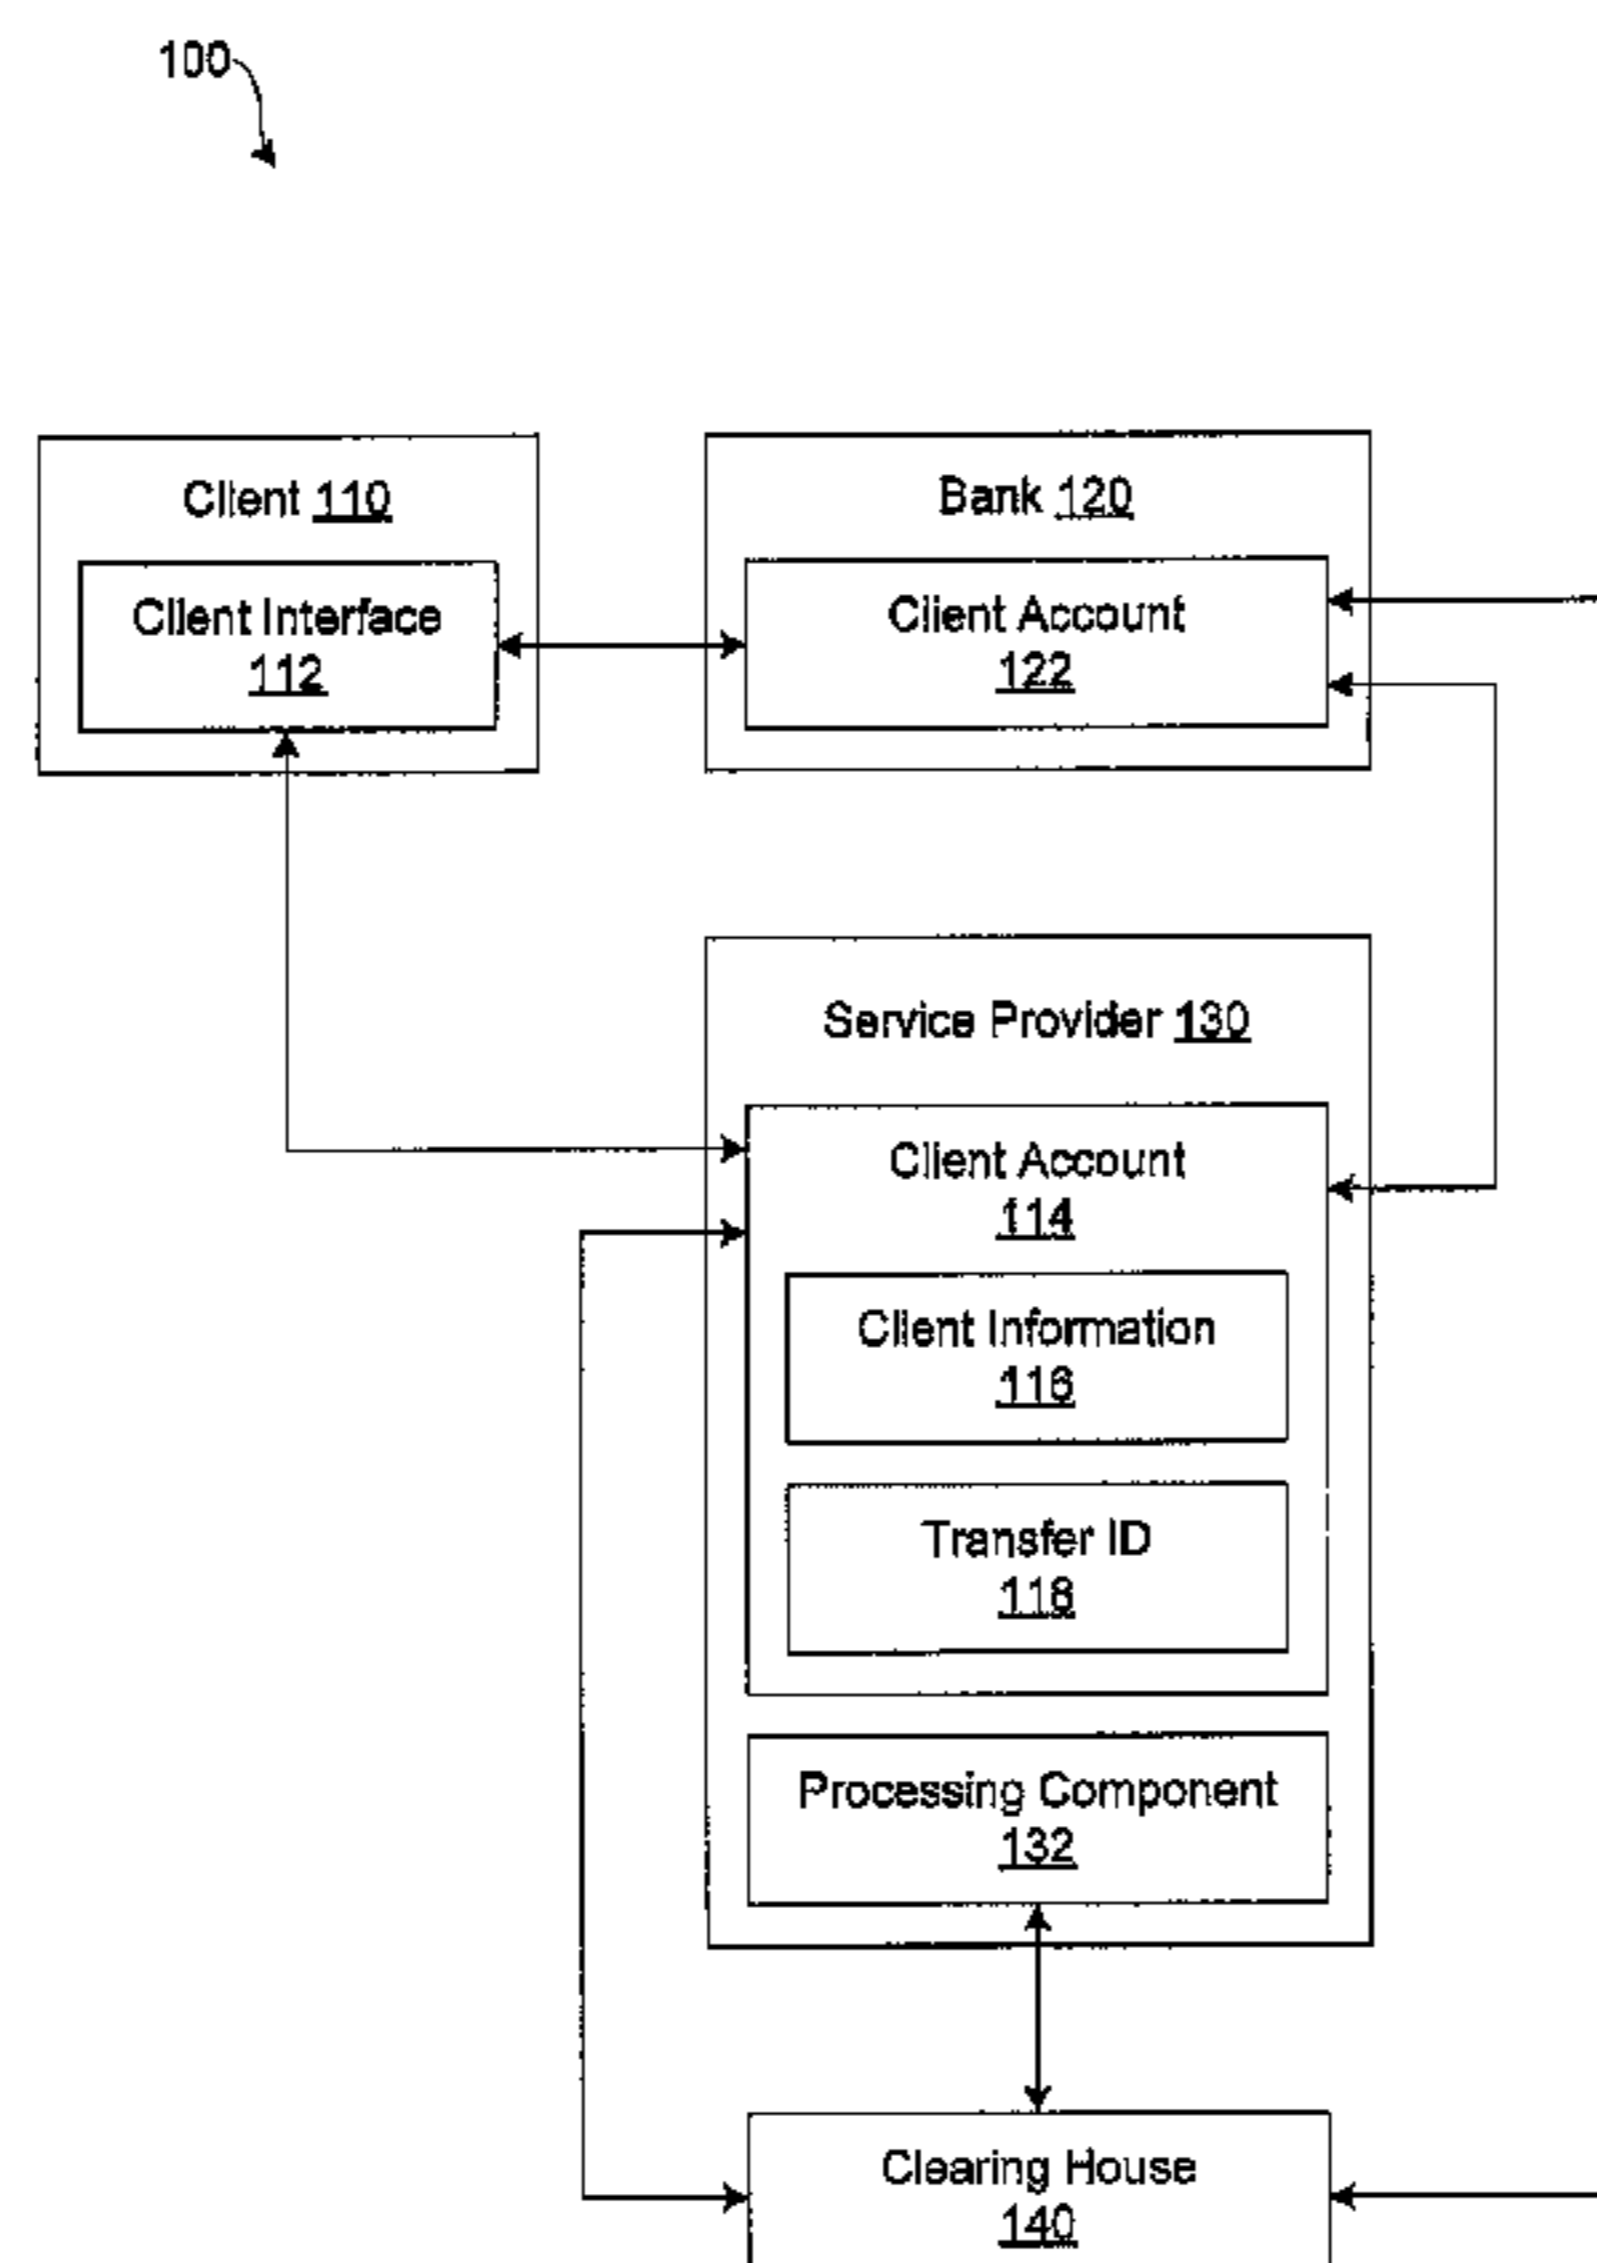 100
Client 110
Client Interface
112
Bank 120
Client Account
122
Service Provider 130
Client Account
114
Client Information
116
Transfer ID
118
Processing Component
132
Clearing House
140